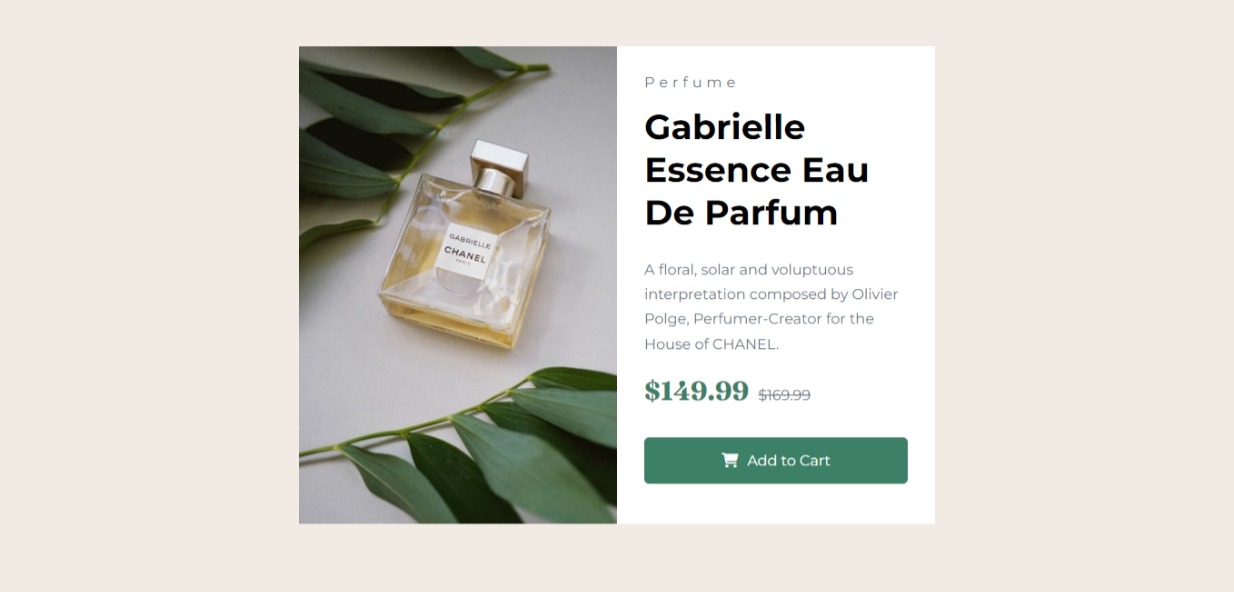 GABRIELLE
CHANEL
PARIS
Perfume
Gabrielle
Essence Eau
De Parfum
A floral, solar and voluptuous
interpretation composed by Olivier
Polge, Perfumer-Creator for the
House of CHANEL.
$149.99 $169.99
Add to Cart